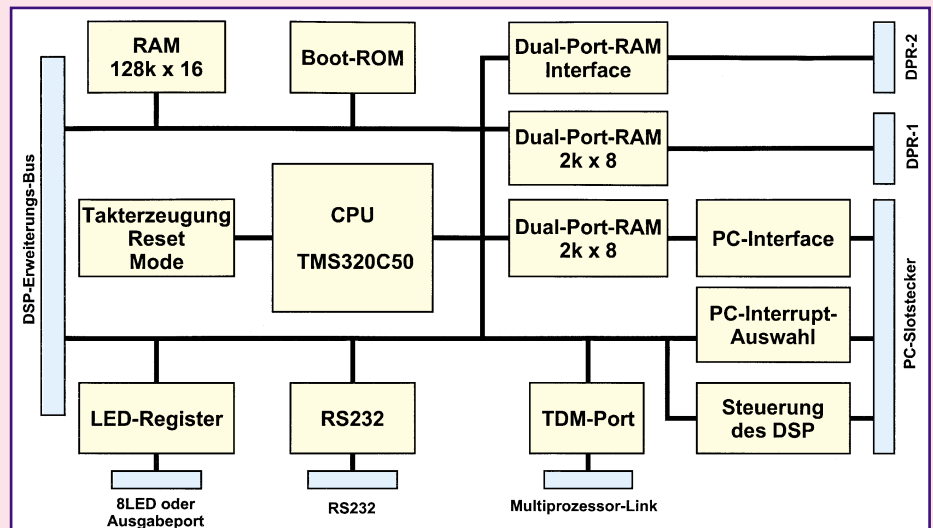 RAM
128k x 16
Boot-ROM
Dual-Port-RAM
Interface
DPR-2
DSP-Erweiterungs-Bus
Dual-Port-RAM
2k x 8
DPR-1
Takterzeugung
Reset
Mode
CPU
TMS320C50
Dual-Port-RAM
2k x 8
PC-Interface
PC-Slotstecker
PC-Interrupt-
Auswahl
LED-Register
RS232
TDM-Port
Steuerung
des DSP
8LED oder
Ausgabeport
RS232
Multiprozessor-Link